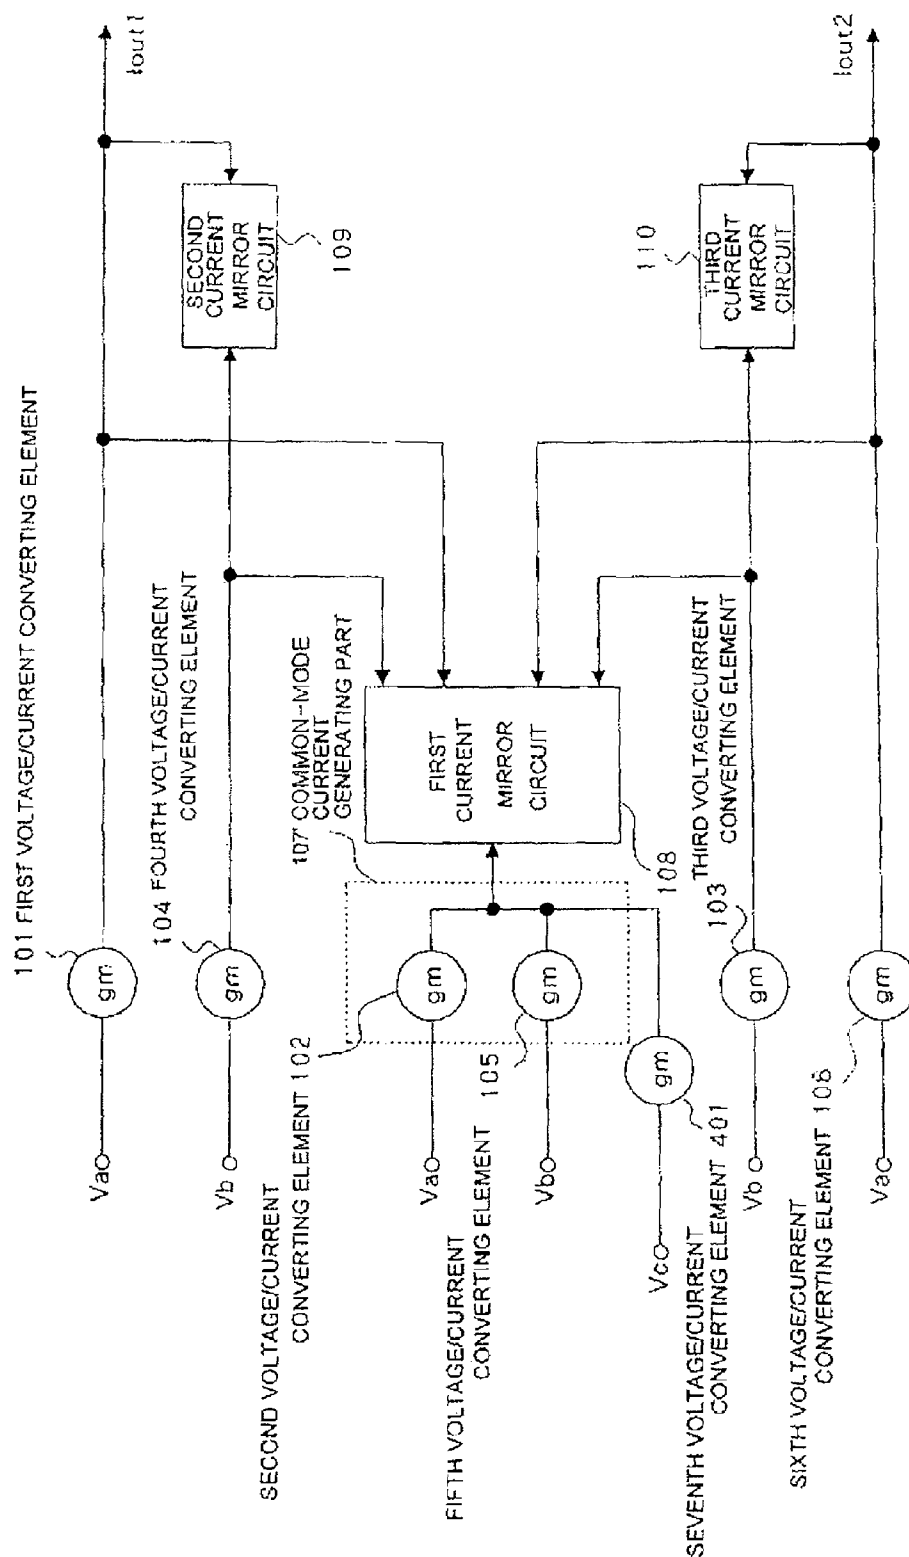 101 FIRST VOLTAGE/CURRENT CONVERTING ELEMENT
Va
gm
Iout1
104 FOURTH VOLTAGE/CURRENT
CONVERTING ELEMENT
Vb
gm
SECOND
CURRENT
MIRROR
CIRCUIT
109
SECOND VOLTAGE/CURRENT
CONVERTING ELEMENT 102
107' COMMON-MODE
CURRENT
GENERATING PART
Va
gm
FIRST
CURRENT
MIRROR
CIRCUIT
108
FIFTH VOLTAGE/CURRENT
CONVERTING ELEMENT
105
Vb
gm
Vc
gm
SEVENTH VOLTAGE/CURRENT
CONVERTING ELEMENT 401
THIRD VOLTAGE/CURRENT
CONVERTING ELEMENT
103
Vb
gm
110
THIRD
CURRENT
MIRROR
CIRCUIT
SIXTH VOLTAGE/CURRENT
CONVERTING ELEMENT 106
Va
gm
Iout2